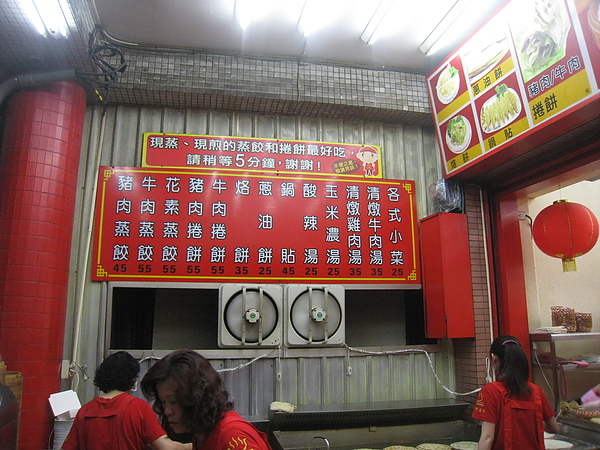 現蒸、現煎的蒸餃和捲餅最好吃，
請稍等5分鐘，謝謝！
豬肉蒸餃 45
牛肉蒸餃 55
花素蒸餃 55
豬肉捲餅 55
牛肉捲餅 55
烙餅 25
蔥油餅 25
鍋貼 45
酸辣湯 25
玉米濃湯 25
清燉雞肉湯 35
清燉牛肉湯 35
各式小菜 25
蔥油餅
豬肉/牛肉
捲餅
烙餅
鍋貼